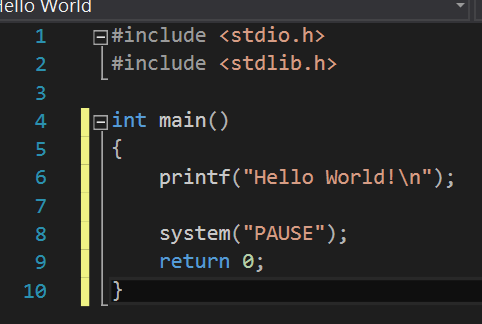 Hello World
1 #include <stdio.h>
2 #include <stdlib.h>
3
4 int main()
5 {
6     printf("Hello World!\n");
7
8     system("PAUSE");
9     return 0;
10 }